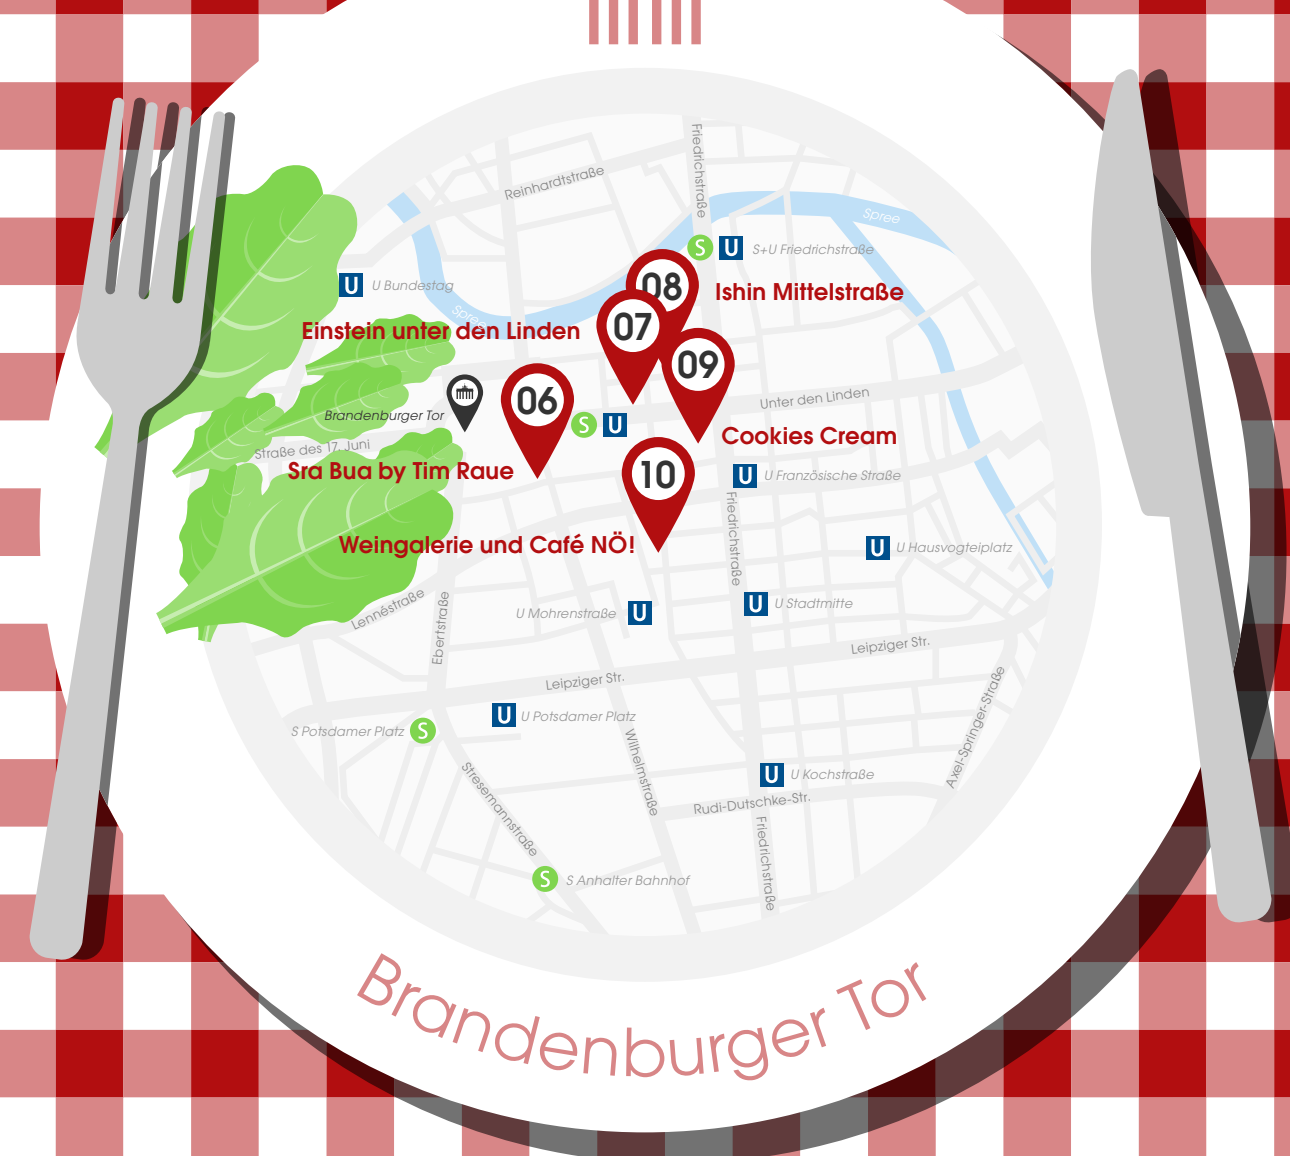 Friedrichstraße
Reinhardtstraße
Spree
S U S+U Friedrichstraße
U U Bundestag
08
Ishin Mittelstraße
Spree
07
Einstein unter den Linden
09
06
Unter den Linden
Brandenburger Tor
S U
Cookies Cream
Straße des 17. Juni
Sra Bua by Tim Raue
10
U U Französische Straße
Friedrichstraße
Weingalerie und Café NÖ!
U U Hausvogteiplatz
Lennéstraße
Ebertstraße
U Mohrenstraße U
U U Stadtmitte
Leipziger Str.
Leipziger Str.
Axel-Springer-Straße
U U Potsdamer Platz
S Potsdamer Platz S
Wilhelmstraße
Stresemannstraße
U U Kochstraße
Rudi-Dutschke-Str.
Friedrichstraße
S S Anhalter Bahnhof
Brandenburger Tor